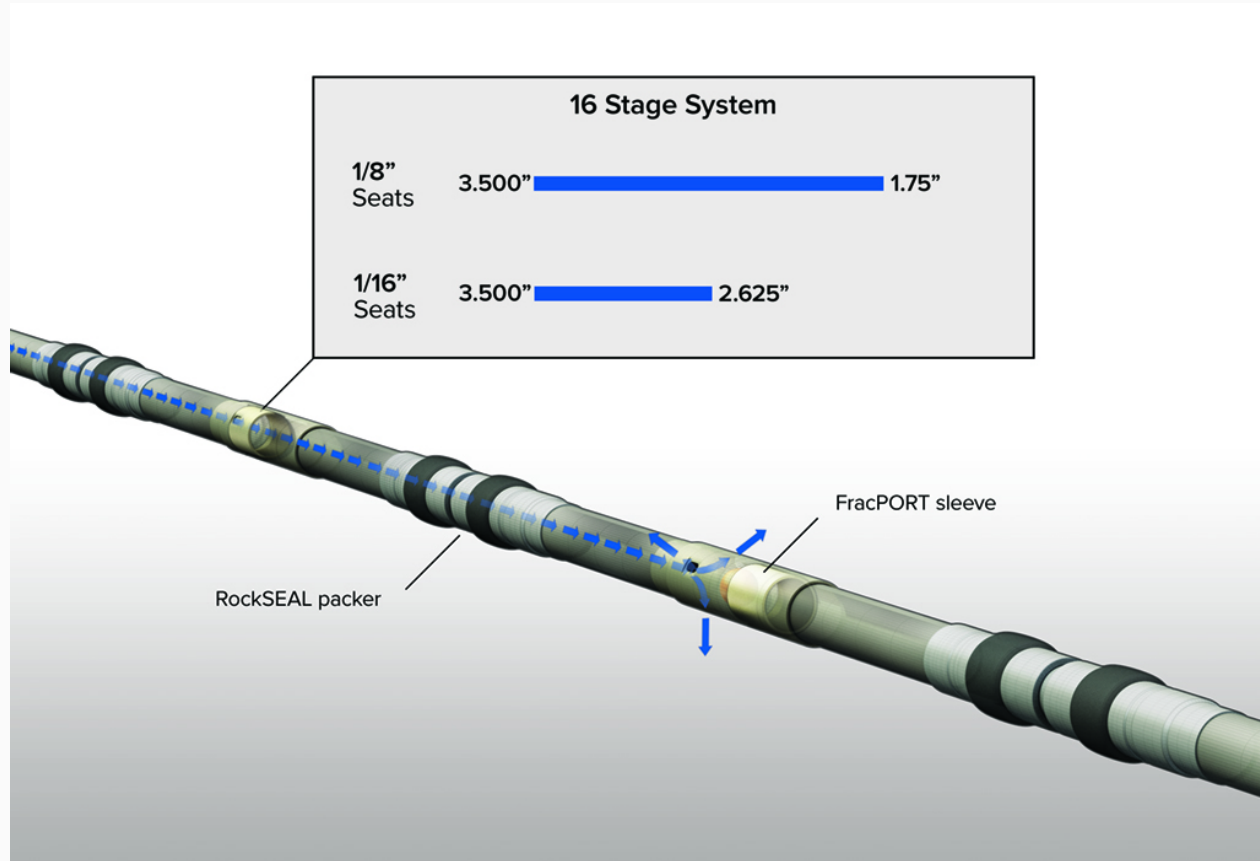 16 Stage System
1/8”
Seats
3.500”
1.75”
1/16”
Seats
3.500”
2.625”
FracPORT sleeve
RockSEAL packer